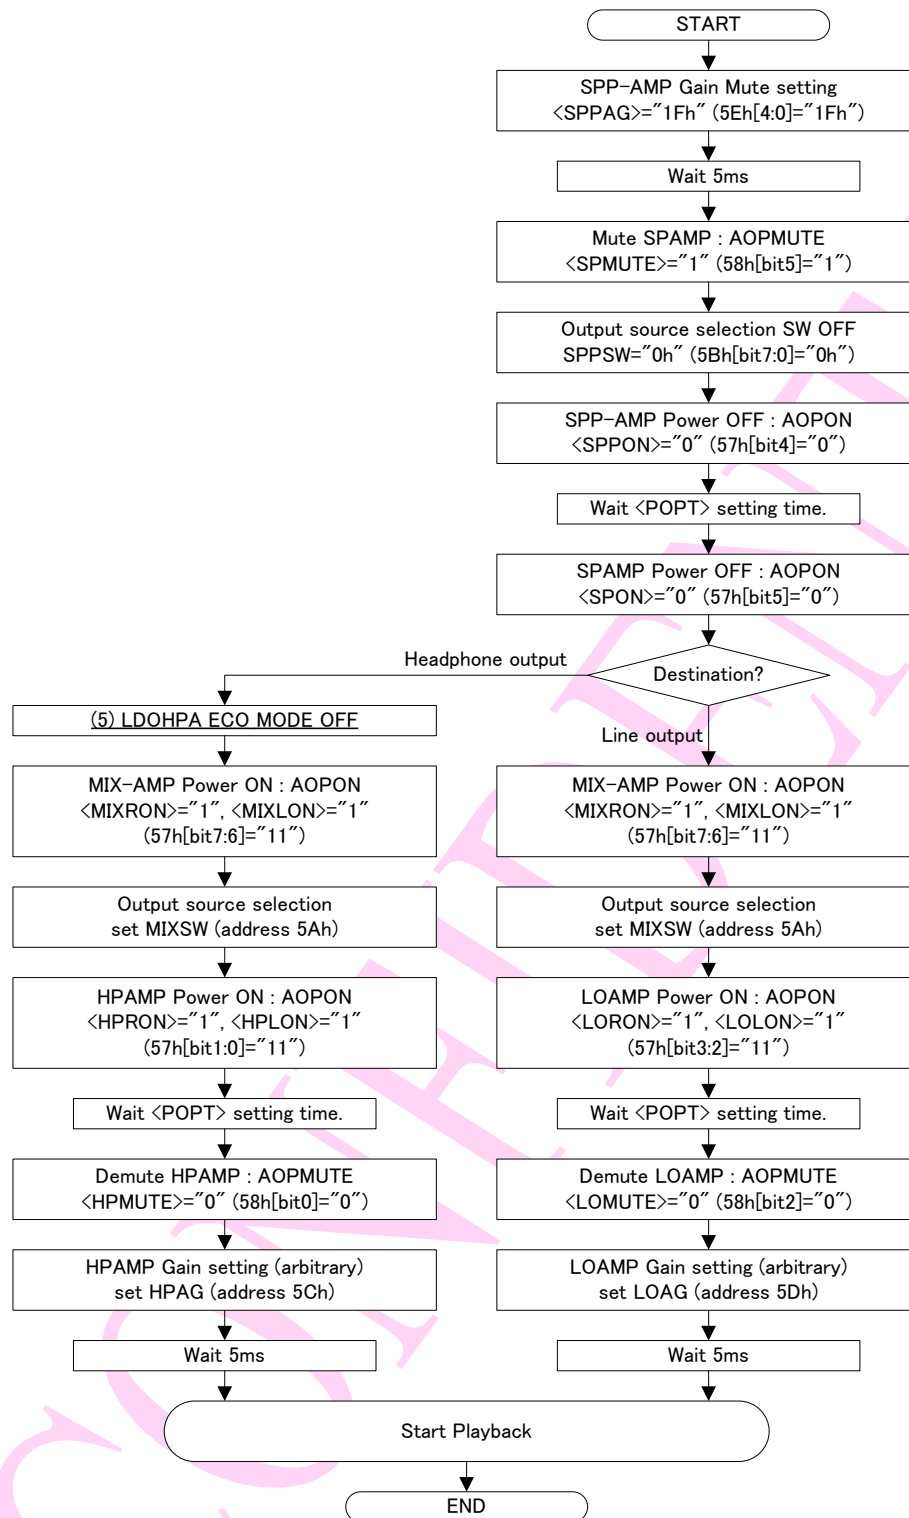 START
SPP-AMP Gain Mute setting
<SPPAG>="1Fh" (5Eh[4:0]="1Fh")
Wait 5ms
Mute SPAMP : AOPMUTE
<SPMUTE>="1" (58h[bit5]="1")
Output source selection SW OFF
SPPSW="0h" (5Bh[bit7:0]="0h")
SPP-AMP Power OFF : AOPON
<SPPON>="0" (57h[bit4]="0")
Wait <POPT> setting time.
SPAMP Power OFF : AOPON
<SPON>="0" (57h[bit5]="0")
Destination?
Headphone output
(5) LDOHPA ECO MODE OFF
MIX-AMP Power ON : AOPON
<MIXRON>="1", <MIXLON>="1"
(57h[bit7:6]="11")
Output source selection
set MIXSW (address 5Ah)
HPAMP Power ON : AOPON
<HPRON>="1", <HPLON>="1"
(57h[bit1:0]="11")
Wait <POPT> setting time.
Demute HPAMP : AOPMUTE
<HPMUTE>="0" (58h[bit0]="0")
HPAMP Gain setting (arbitrary)
set HPAG (address 5Ch)
Wait 5ms
Line output
MIX-AMP Power ON : AOPON
<MIXRON>="1", <MIXLON>="1"
(57h[bit7:6]="11")
Output source selection
set MIXSW (address 5Ah)
LOAMP Power ON : AOPON
<LORON>="1", <LOLON>="1"
(57h[bit3:2]="11")
Wait <POPT> setting time.
Demute LOAMP : AOPMUTE
<LOMUTE>="0" (58h[bit2]="0")
LOAMP Gain setting (arbitrary)
set LOAG (address 5Dh)
Wait 5ms
Start Playback
END